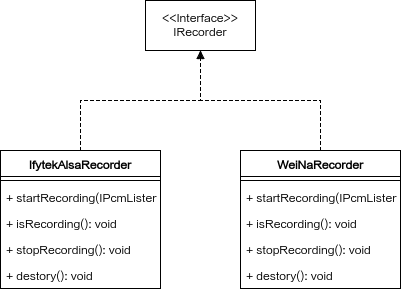 <<Interface>>
IRecorder
IfytekAlsaRecorder
+ startRecording(IPcmLister
+ isRecording(): void
+ stopRecording(): void
+ destory(): void
WeiNaRecorder
+ startRecording(IPcmLister
+ isRecording(): void
+ stopRecording(): void
+ destory(): void